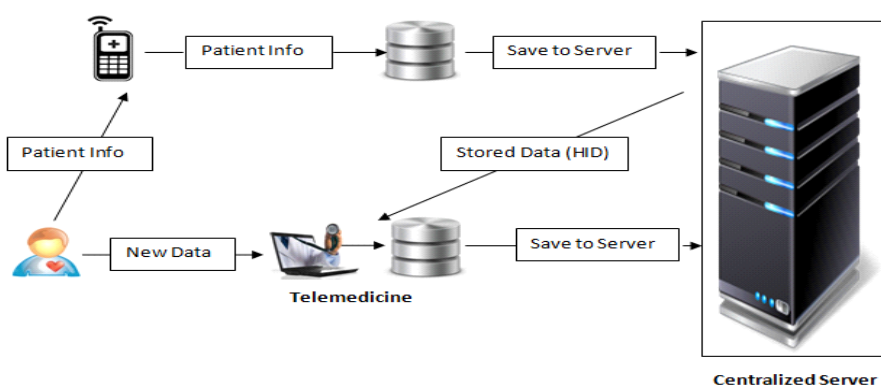 Patient Info
Save to Server
Patient Info
Stored Data (HID)
New Data
Save to Server
Telemedicine
Centralized Server